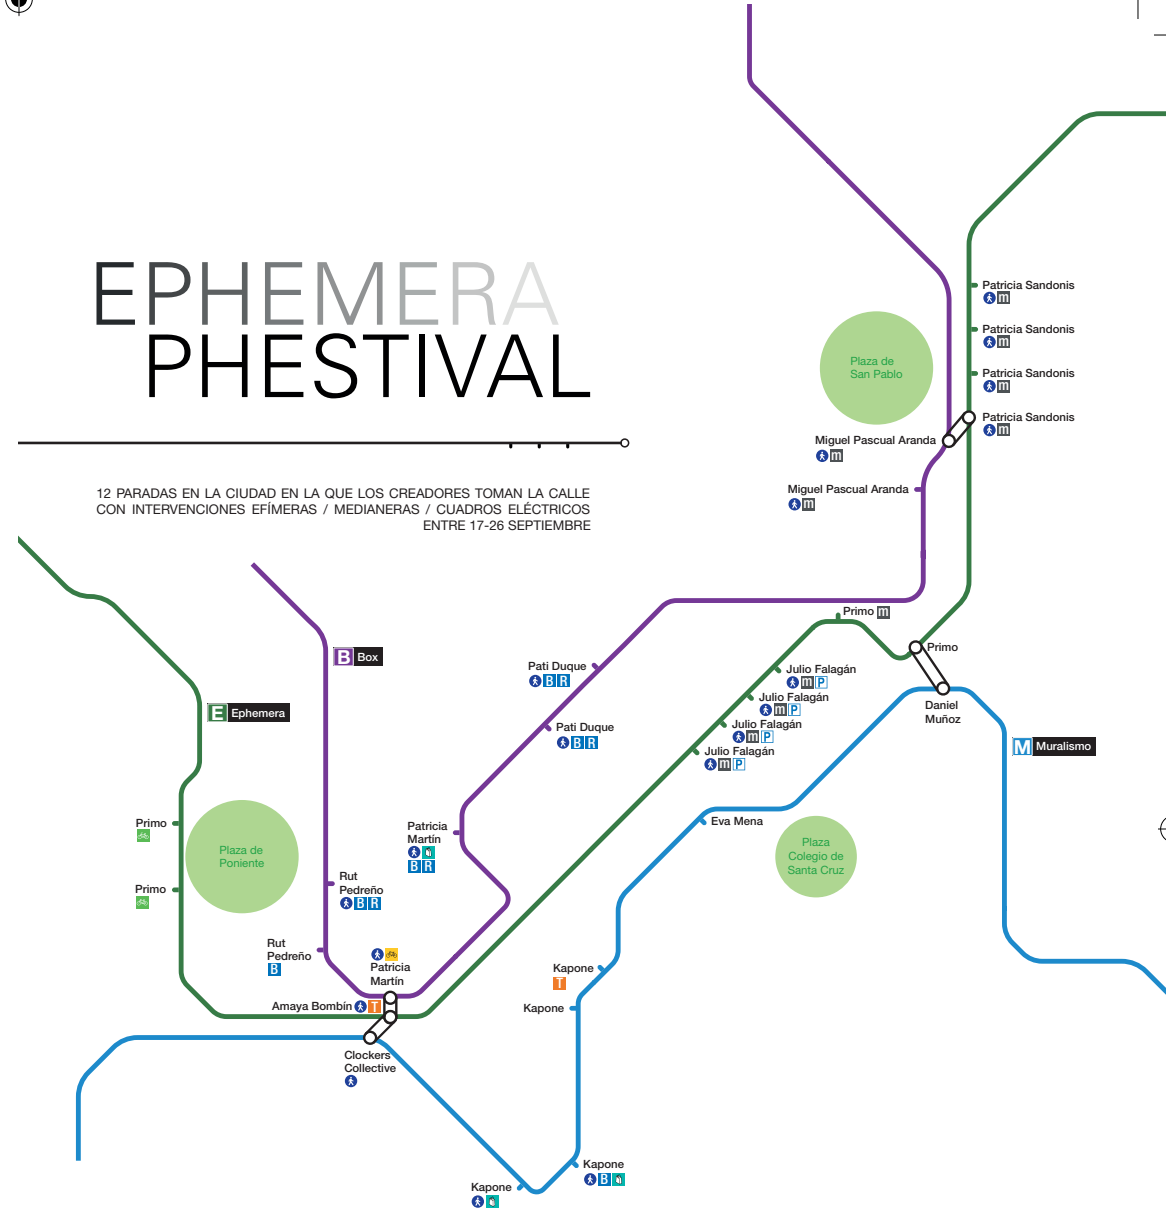 EPHEMERA
PHESTIVAL
12 PARADAS EN LA CIUDAD EN LA QUE LOS CREADORES TOMAN LA CALLE
CON INTERVENCIONES EFÍMERAS / MEDIANERAS / CUADROS ELÉCTRICOS
ENTRE 17-26 SEPTIEMBRE
Patricia Sandonis
m
Patricia Sandonis
m
Plaza de
San Pablo
Patricia Sandonis
m
Patricia Sandonis
m
Miguel Pascual Aranda
m
Miguel Pascual Aranda
m
Primo m
Primo
B Box
Pati Duque
B R
Julio Falagán
m P
Julio Falagán
m P
E Ephemera
Daniel
Muñoz
Pati Duque
B R
Julio Falagán
m P
Julio Falagán
m P
M Muralismo
Primo
Plaza de
Poniente
Patricia
Martín
B R
Eva Mena
Plaza
Colegio de
Santa Cruz
Primo
Rut
Pedreño
B R
Rut
Pedreño
B
Patricia
Martín
Kapone
T
Amaya Bombín T
Kapone
Clockers
Collective
Kapone
B
Kapone